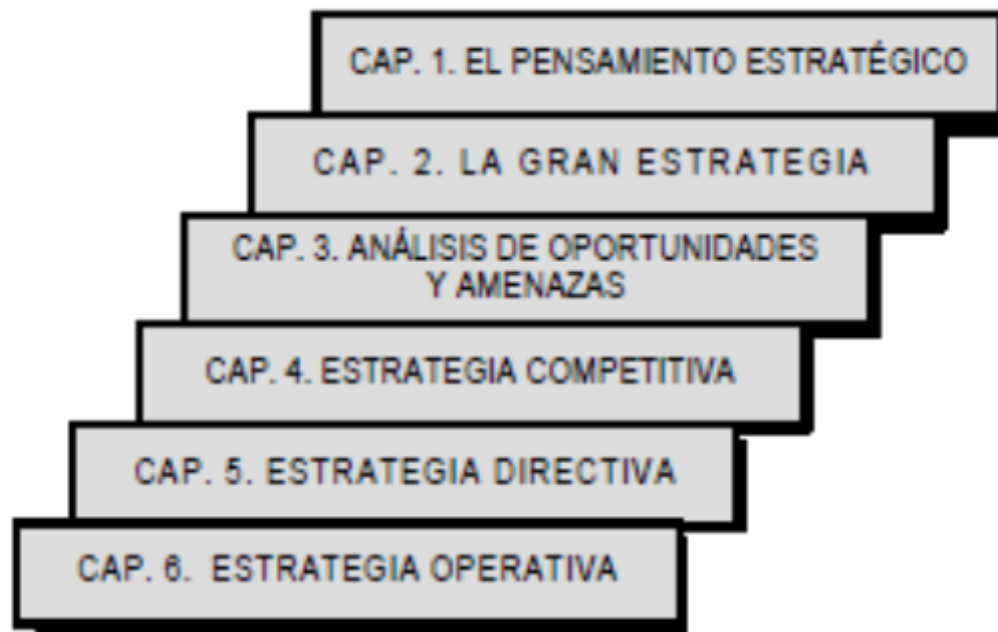 CAP. 1. EL PENSAMIENTO ESTRATÉGICO
CAP. 2. LA GRAN ESTRATEGIA
CAP. 3. ANÁLISIS DE OPORTUNIDADES
Y AMENAZAS
CAP. 4. ESTRATEGIA COMPETITIVA
CAP. 5. ESTRATEGIA DIRECTIVA
CAP. 6. ESTRATEGIA OPERATIVA